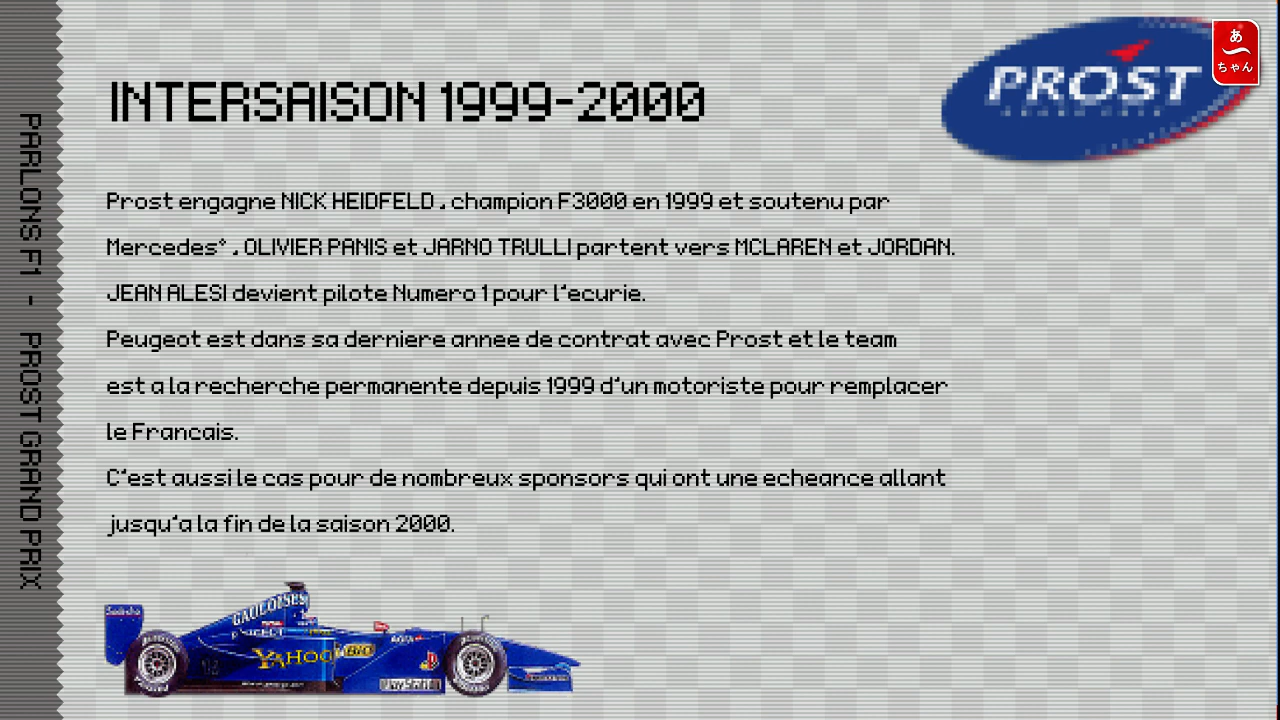 PROST
あーちゃん
INTERSAISON 1999-2000
PARLONS F1 - PROST GRAND PRIX
Prost engagne NICK HEIDFELD , champion F3000 en 1999 et soutenu par
Mercedes* , OLIVIER PANIS et JARNO TRULLI partent vers MCLAREN et JORDAN.
JEAN ALESI devient pilote Numero 1 pour l'ecurie.
Peugeot est dans sa derniere annee de contrat avec Prost et le team
est a la recherche permanente depuis 1999 d'un motoriste pour remplacer
le Francais.
C'est aussi le cas pour de nombreux sponsors qui ont une echeance allant
jusqu'a la fin de la saison 2000.
GAULOISES
YAHOO!
BIC
PlayStation